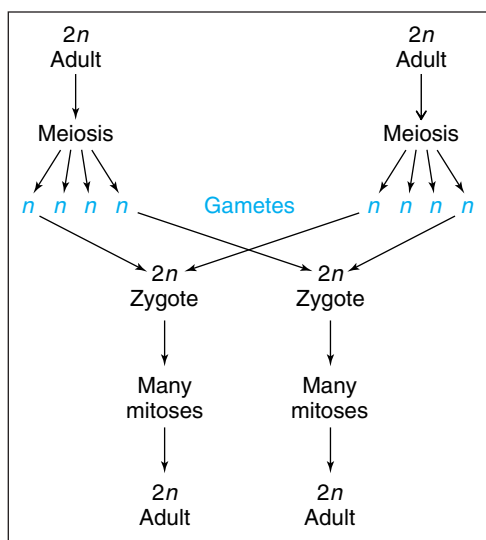 2n 2n
Adult Adult
Meiosis Meiosis
n n n n Gametes n n n n
2n 2n
Zygote Zygote
Many Many
mitoses mitoses
2n 2n
Adult Adult